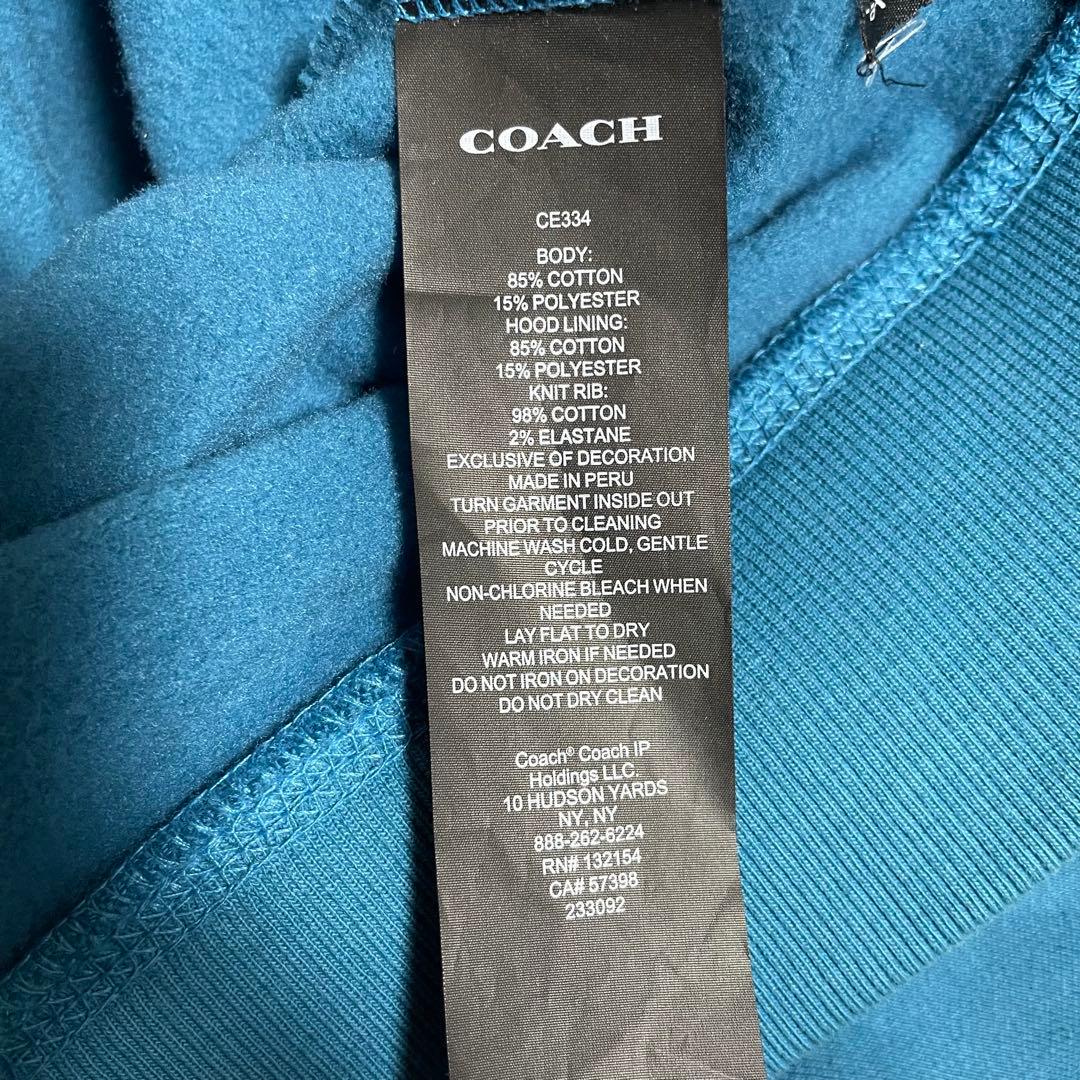 COACH
CE334
BODY:
85% COTTON
15% POLYESTER
HOOD LINING:
85% COTTON
15% POLYESTER
KNIT RIB:
98% COTTON
2% ELASTANE
EXCLUSIVE OF DECORATION
MADE IN PERU
TURN GARMENT INSIDE OUT
PRIOR TO CLEANING
MACHINE WASH COLD, GENTLE
CYCLE
NON-CHLORINE BLEACH WHEN
NEEDED
LAY FLAT TO DRY
WARM IRON IF NEEDED
DO NOT IRON ON DECORATION
DO NOT DRY CLEAN
Coach® Coach IP
Holdings LLC.
10 HUDSON YARDS
NY, NY
888-262-6224
RN# 132154
CA# 57398
233092